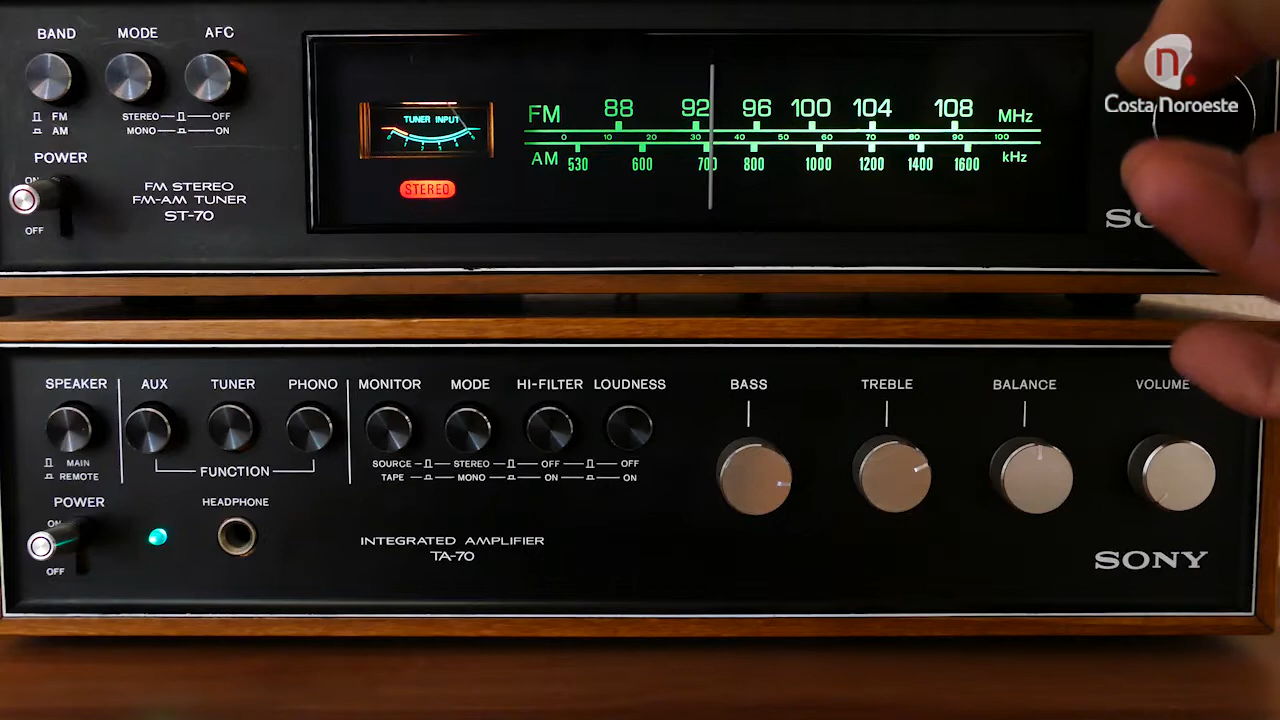 BAND MODE AFC
FM STEREO OFF
AM MONO ON
POWER
ON
OFF
FM STEREO
FM-AM TUNER
ST-70
TUNER INPUT
STEREO
FM 88 92 96 100 104 108 MHz
0 10 20 30 40 50 60 70 80 90 100
AM 530 600 700 800 1000 1200 1400 1600 kHz
n.
Costa Noroeste
SPEAKER AUX TUNER PHONO MONITOR MODE HI-FILTER LOUDNESS BASS TREBLE BALANCE VOLUME
MAIN
REMOTE
FUNCTION
SOURCE STEREO OFF OFF
TAPE MONO ON ON
POWER
ON
OFF
HEADPHONE
INTEGRATED AMPLIFIER
TA-70
SONY